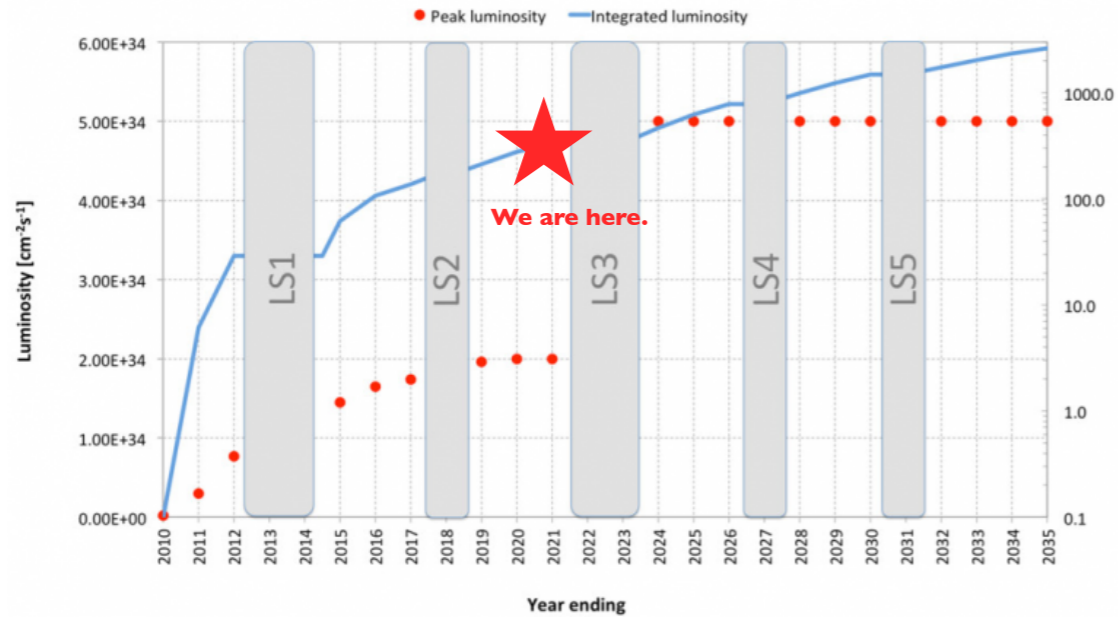 Peak luminosity Integrated luminosity
6.00E+34
5.00E+34
4.00E+34
3.00E+34
2.00E+34
1.00E+34
0.00E+00
Luminosity [cm⁻²s⁻¹]
1000.0
100.0
10.0
1.0
0.1
We are here.
LS1
LS2
LS3
LS4
LS5
2010
2011
2012
2013
2014
2015
2016
2017
2018
2019
2020
2021
2022
2023
2024
2025
2026
2027
2028
2029
2030
2031
2032
2033
2034
2035
Year ending